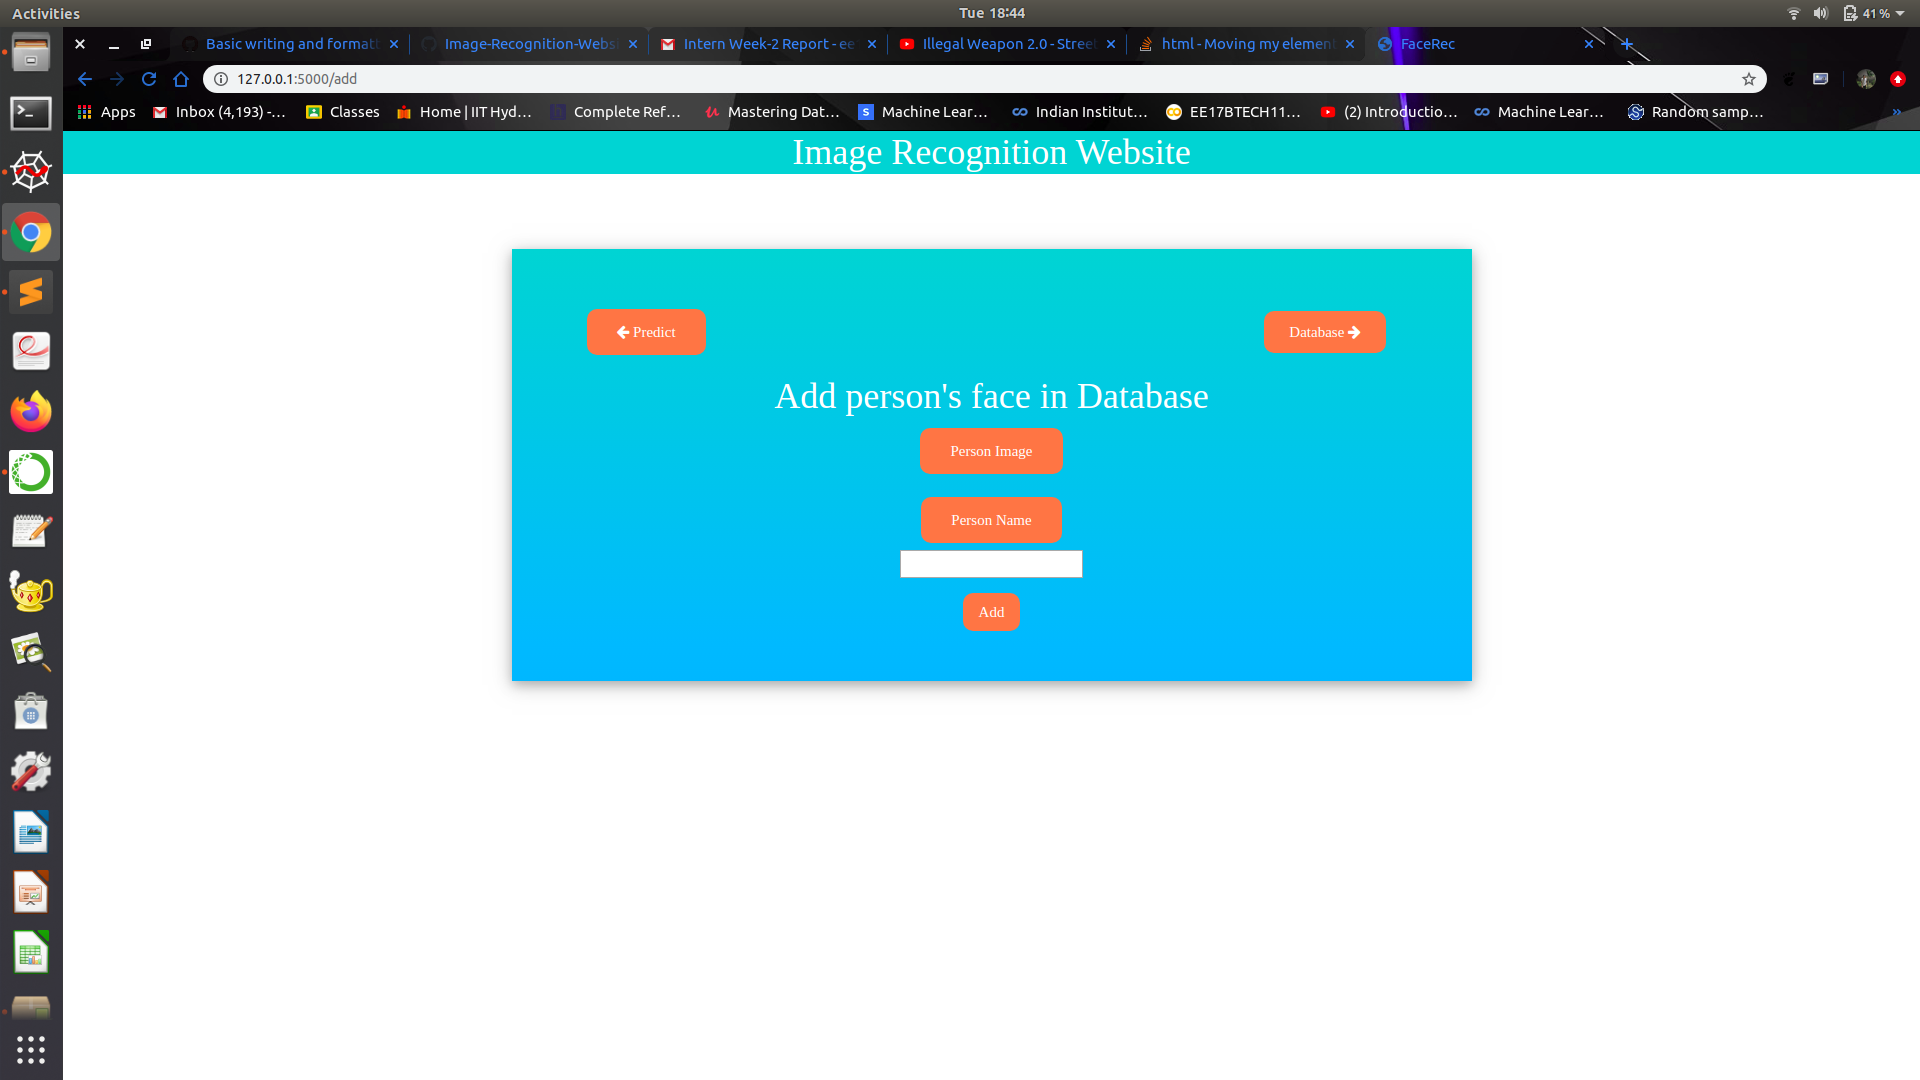 Activities
Tue 18:44
41 %
Basic writing and formatt
Image-Recognition-Websi
Intern Week-2 Report - ee
Illegal Weapon 2.0 - Street
html - Moving my element
FaceRec
127.0.0.1:5000/add
Apps
Inbox (4,193) -...
Classes
Home | IIT Hyd...
Complete Ref...
Mastering Dat...
Machine Lear...
Indian Institut...
EE17BTECH11...
(2) Introductio...
Machine Lear...
Random samp...
Image Recognition Website
Predict
Database
Add person's face in Database
Person Image
Person Name
Add